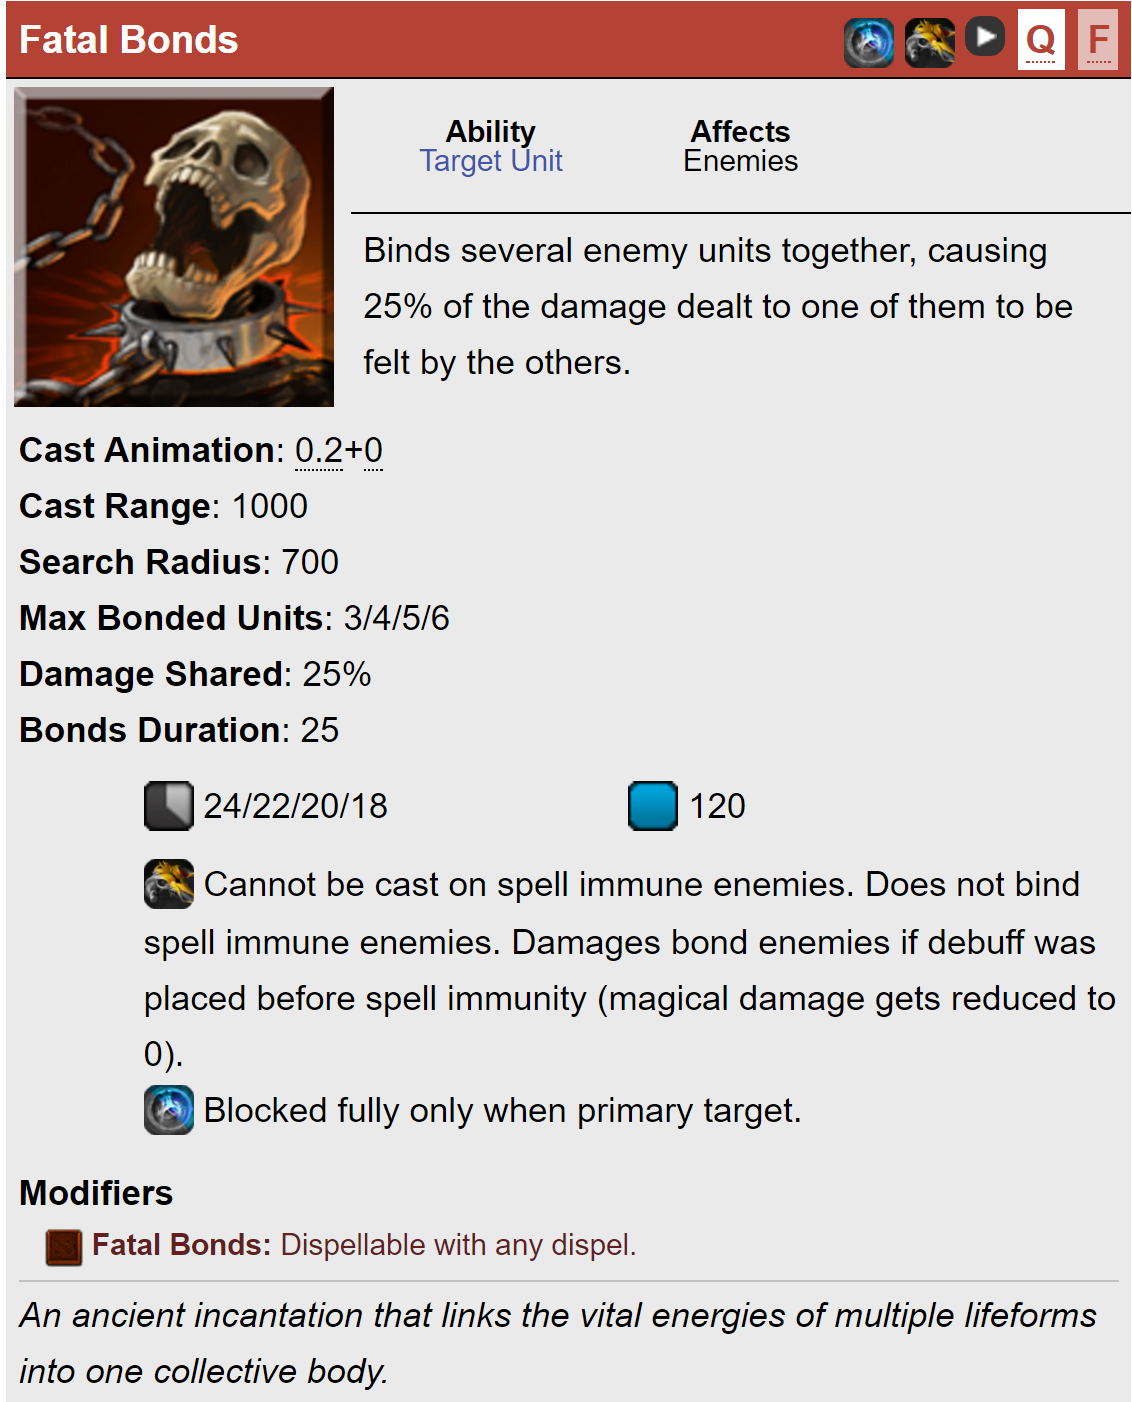 Fatal Bonds
Q F
Ability Affects
Target Unit Enemies
Binds several enemy units together, causing
25% of the damage dealt to one of them to be
felt by the others.
Cast Animation: 0.2+0
Cast Range: 1000
Search Radius: 700
Max Bonded Units: 3/4/5/6
Damage Shared: 25%
Bonds Duration: 25
24/22/20/18 120
Cannot be cast on spell immune enemies. Does not bind
spell immune enemies. Damages bond enemies if debuff was
placed before spell immunity (magical damage gets reduced to
0).
Blocked fully only when primary target.
Modifiers
Fatal Bonds: Dispellable with any dispel.
An ancient incantation that links the vital energies of multiple lifeforms
into one collective body.